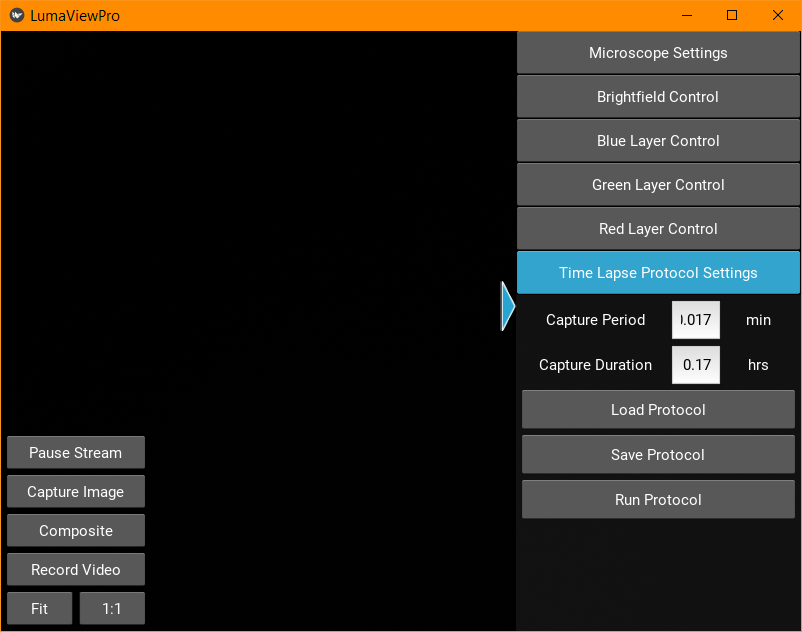 LumaViewPro
Microscope Settings
Brightfield Control
Blue Layer Control
Green Layer Control
Red Layer Control
Time Lapse Protocol Settings
Capture Period .017 min
Capture Duration 0.17 hrs
Load Protocol
Save Protocol
Run Protocol
Pause Stream
Capture Image
Composite
Record Video
Fit 1:1